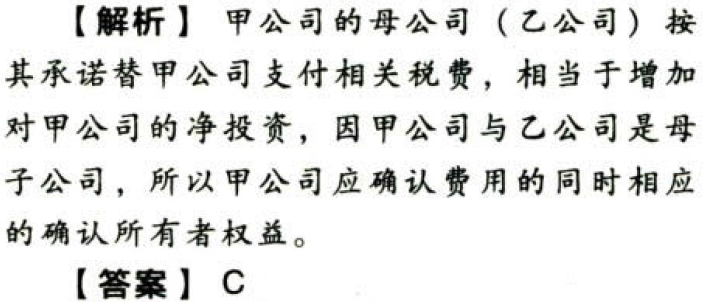 【解析】 甲公司的母公司（乙公司）按
其承诺替甲公司支付相关税费，相当于增加
对甲公司的净投资，因甲公司与乙公司是母
子公司，所以甲公司应确认费用的同时相应
的确认所有者权益。
【答案】 C